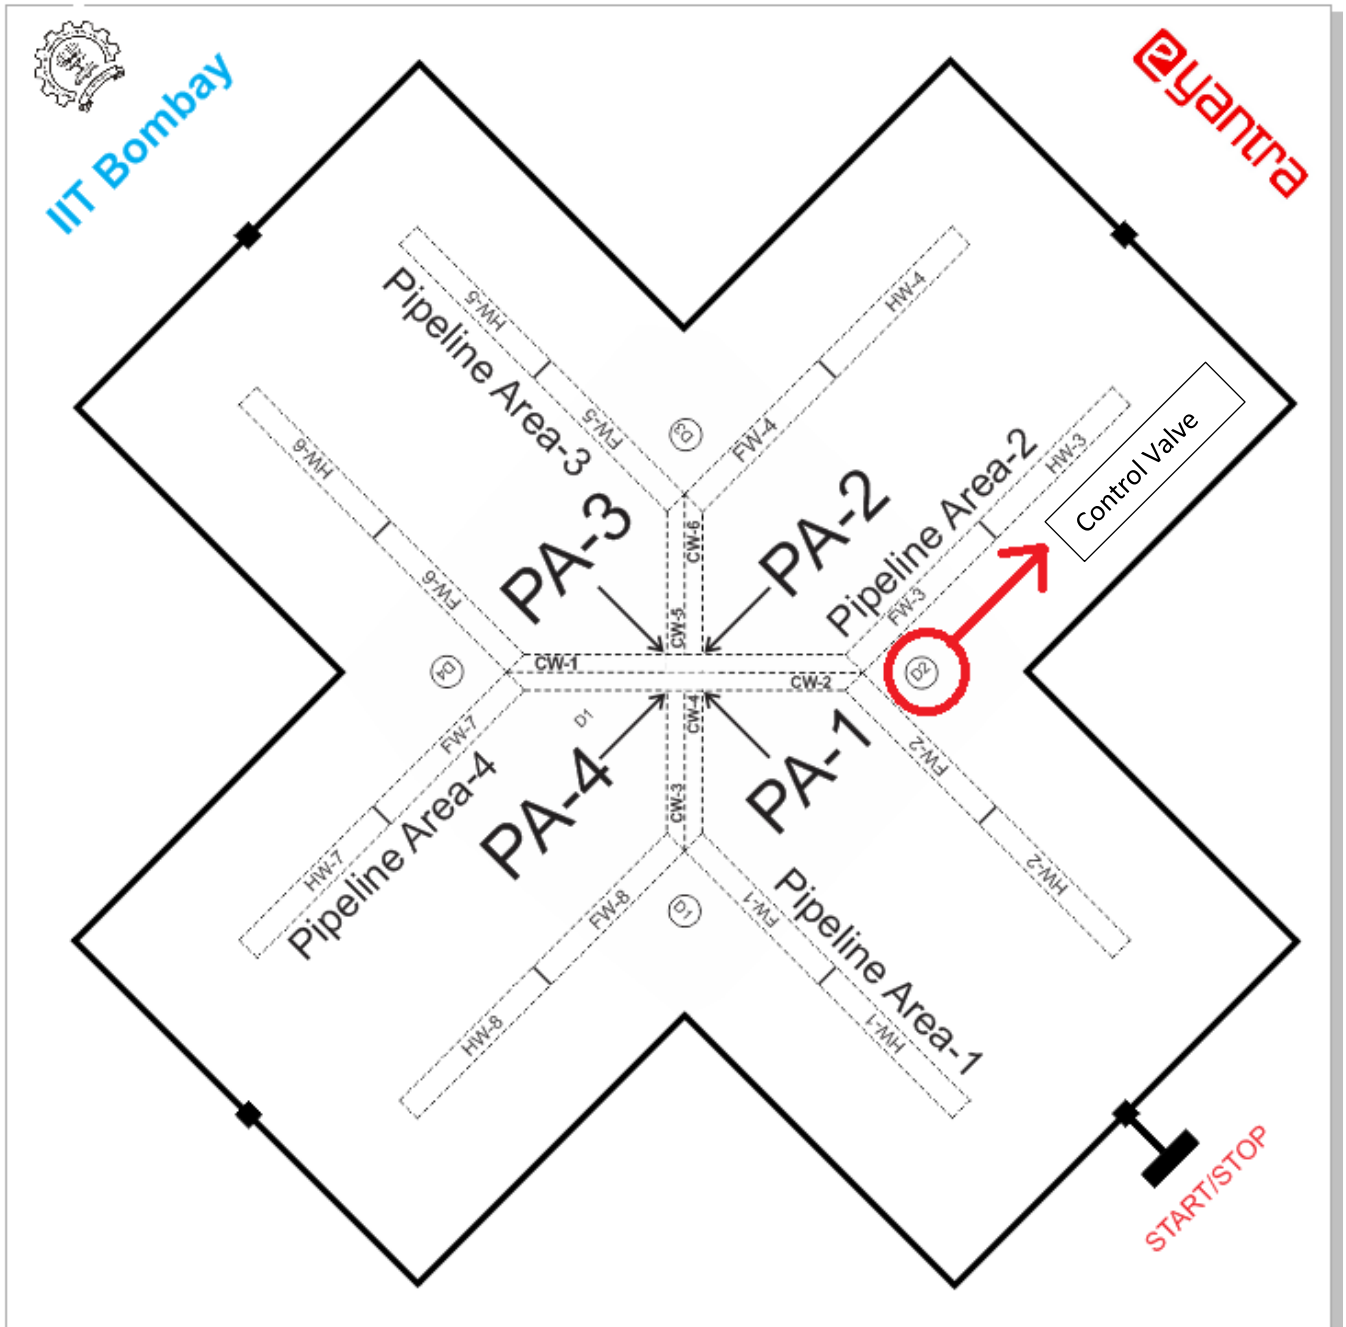 IIT Bombay
eyantra
HW-5
Pipeline Area-3
FW-5
HW-4
FW-4
D3
HW-6
FW-6
PA-3
PA-2
Pipeline Area-2
HW-3
FW-3
Control Valve
CW-6
CW-5
CW-1
CW-2
D4
D2
CW-4
CW-3
D1
FW-7
HW-7
Pipeline Area-4
PA-4
PA-1
FW-2
HW-2
FW-8
HW-8
D1
FW-1
HW-1
Pipeline Area-1
START/STOP